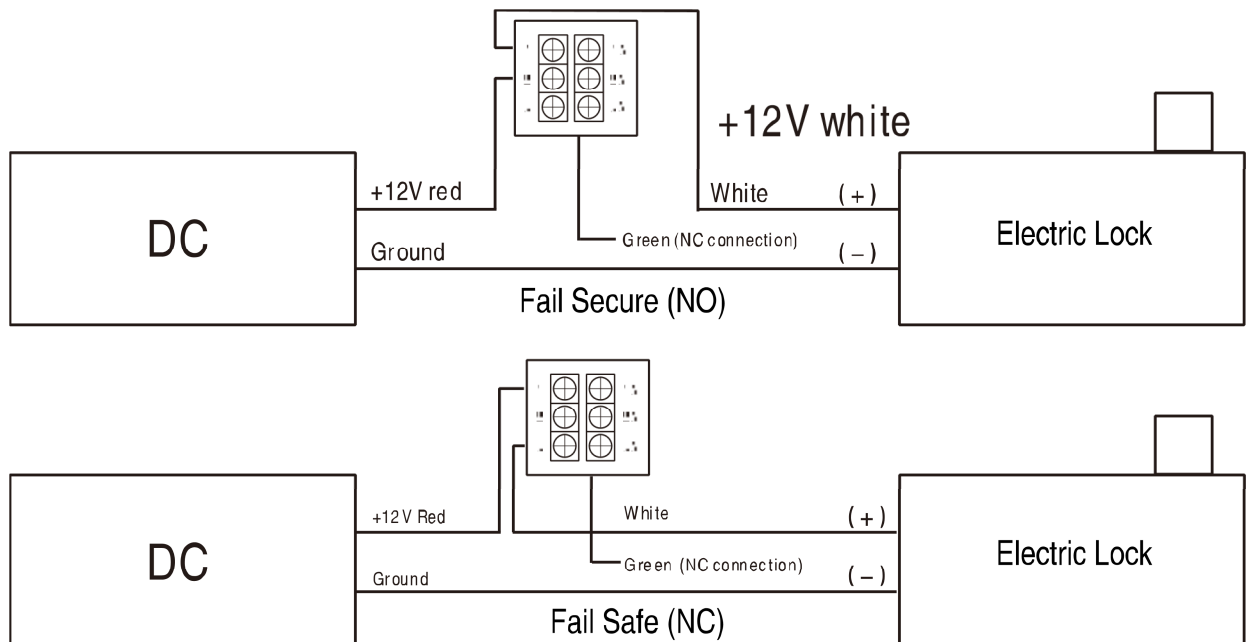 +12V white
+12V red
White
(+)
DC
Electric Lock
Green (NC connection)
Ground
(−)
Fail Secure (NO)
+12V Red
White
(+)
DC
Electric Lock
Green (NC connection)
Ground
(−)
Fail Safe (NC)